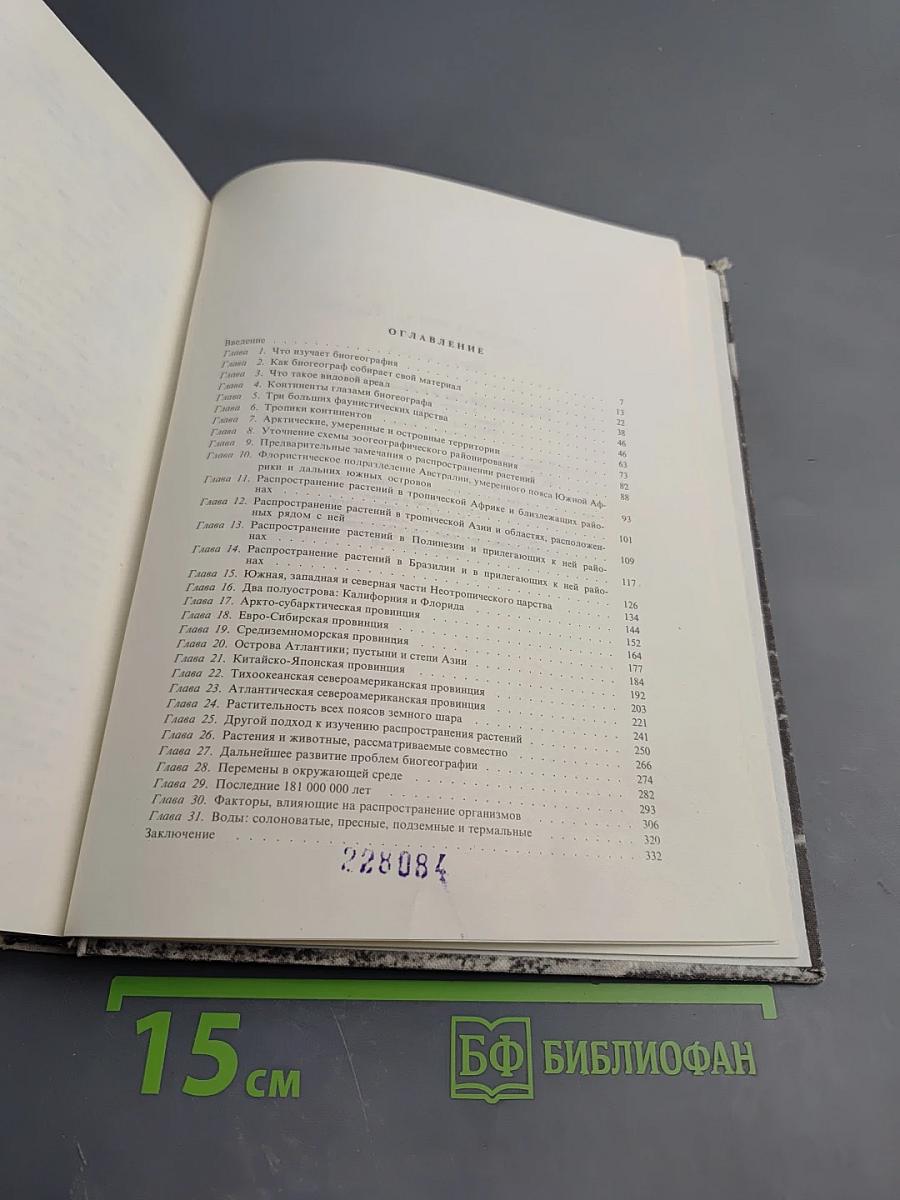 ОГЛАВЛЕНИЕ
Введение 7
Глава 1. Что изучает биогеография 13
Глава 2. Как биогеограф собирает свой материал 22
Глава 3. Что такое видовой ареал 38
Глава 4. Континенты глазами биогеографа 46
Глава 5. Три больших фаунистических царства 46
Глава 6. Тропики континентов 63
Глава 7. Арктические, умеренные и островные территории 73
Глава 8. Уточнение схемы зоогеографического районирования 82
Глава 9. Предварительные замечания о распространении растений 88
Глава 10. Флористическое подразделение Австралии, умеренного пояса Южной Аф-
рики и дальних южных островов 93
Глава 11. Распространение растений в тропической Африке и близлежащих райо-
нах 101
Глава 12. Распространение растений в тропической Азии и областях, расположен-
ных рядом с ней 109
Глава 13. Распространение растений в Полинезии и прилегающих к ней райо-
нах 117
Глава 14. Распространение растений в Бразилии и в прилегающих к ней райо-
нах 126
Глава 15. Южная, западная и северная части Неотропического царства 134
Глава 16. Два полуострова: Калифорния и Флорида 144
Глава 17. Аркто-субарктическая провинция 152
Глава 18. Евро-Сибирская провинция 164
Глава 19. Средиземноморская провинция 177
Глава 20. Острова Атлантики; пустыни и степи Азии 184
Глава 21. Китайско-Японская провинция 192
Глава 22. Тихоокеанская североамериканская провинция 203
Глава 23. Атлантическая североамериканская провинция 221
Глава 24. Растительность всех поясов земного шара 241
Глава 25. Другой подход к изучению распространения растений 250
Глава 26. Растения и животные, рассматриваемые совместно 266
Глава 27. Дальнейшее развитие проблем биогеографии 274
Глава 28. Перемены в окружающей среде 282
Глава 29. Последние 181 000 000 лет 293
Глава 30. Факторы, влияющие на распространение организмов 306
Глава 31. Воды: солоноватые, пресные, подземные и термальные 320
Заключение 332
228084
15 см
БФ БИБЛИОФАН